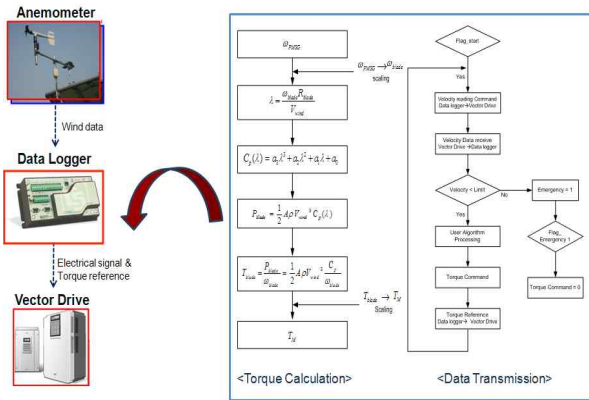 Anemometer
Wind data
Data Logger
Electrical signal &
Torque reference
Vector Drive
ω_PMSG
ω_PMSG → ω_blade
scaling
λ = ω_blade R_blade / V_wind
C_p(λ) = a_3λ^3 + a_2λ^2 + a_1λ + a_0
P_blade = 1/2 Aρ V_wind^3 C_p(λ)
T_blade = P_blade / ω_blade = 1/2 Aρ V_wind^3 C_p / ω_blade
T_blade → T_M
Scaling
T_M
<Torque Calculation>
Flag_start
Yes
Velocity reading Command
Data logger→Vector Drive
Velocity Data receive
Vector Drive →Data logger
Velocity < Limit
No
Emergency = 1
Yes
User Algorithm
Processing
Flag_
Emergency 1
Torque Command
Torque Command = 0
Torque Reference
Data logger→ Vector Drive
<Data Transmission>